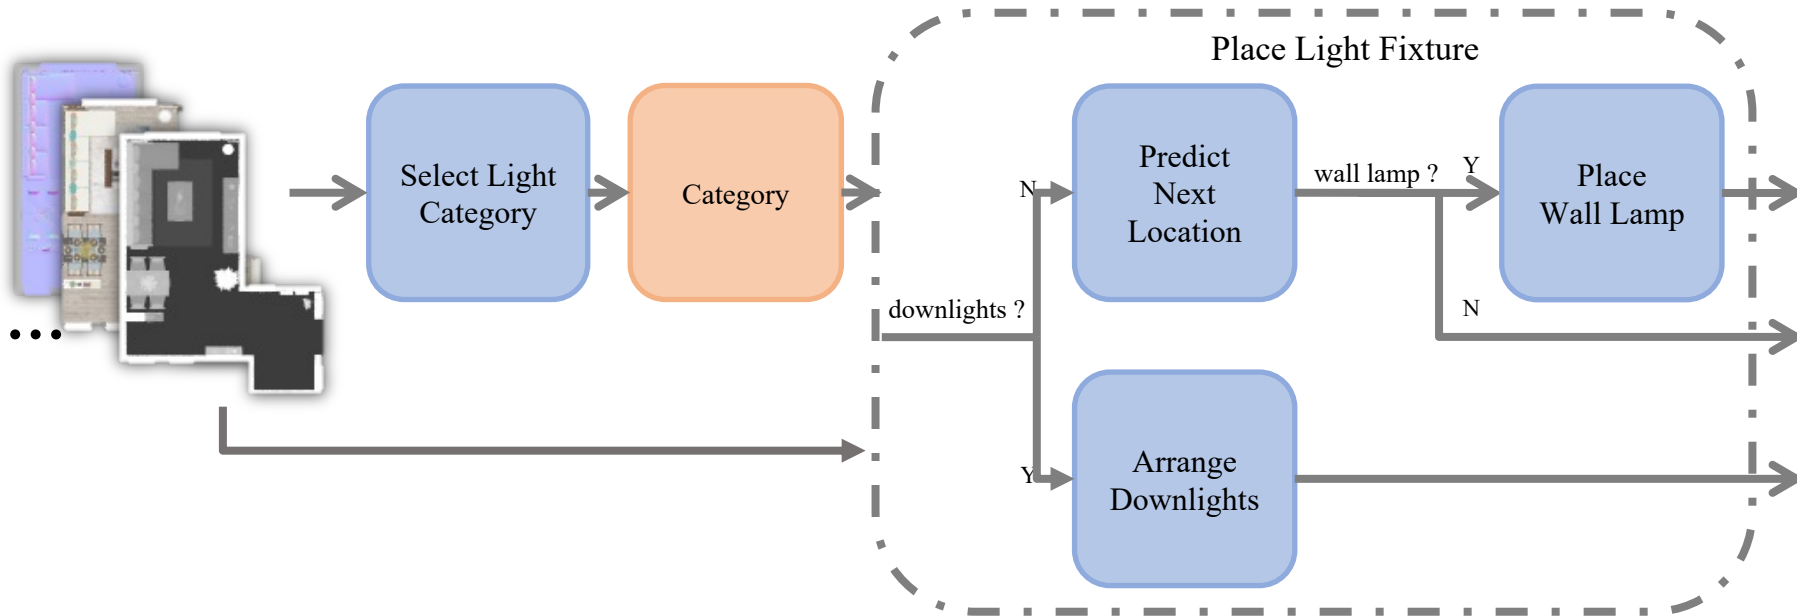 Place Light Fixture
Select Light
Category
Category
Predict
Next
Location
Place
Wall Lamp
wall lamp ?
Y
N
N
downlights ?
Y
Arrange
Downlights
...